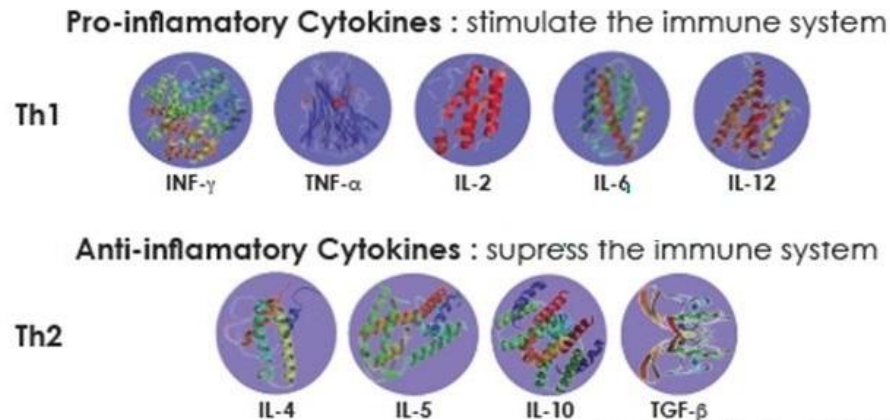 Pro-inflamatory Cytokines : stimulate the immune system
Th1
INF-γ TNF-α IL-2 IL-6 IL-12
Anti-inflamatory Cytokines : supress the immune system
Th2
IL-4 IL-5 IL-10 TGF-β